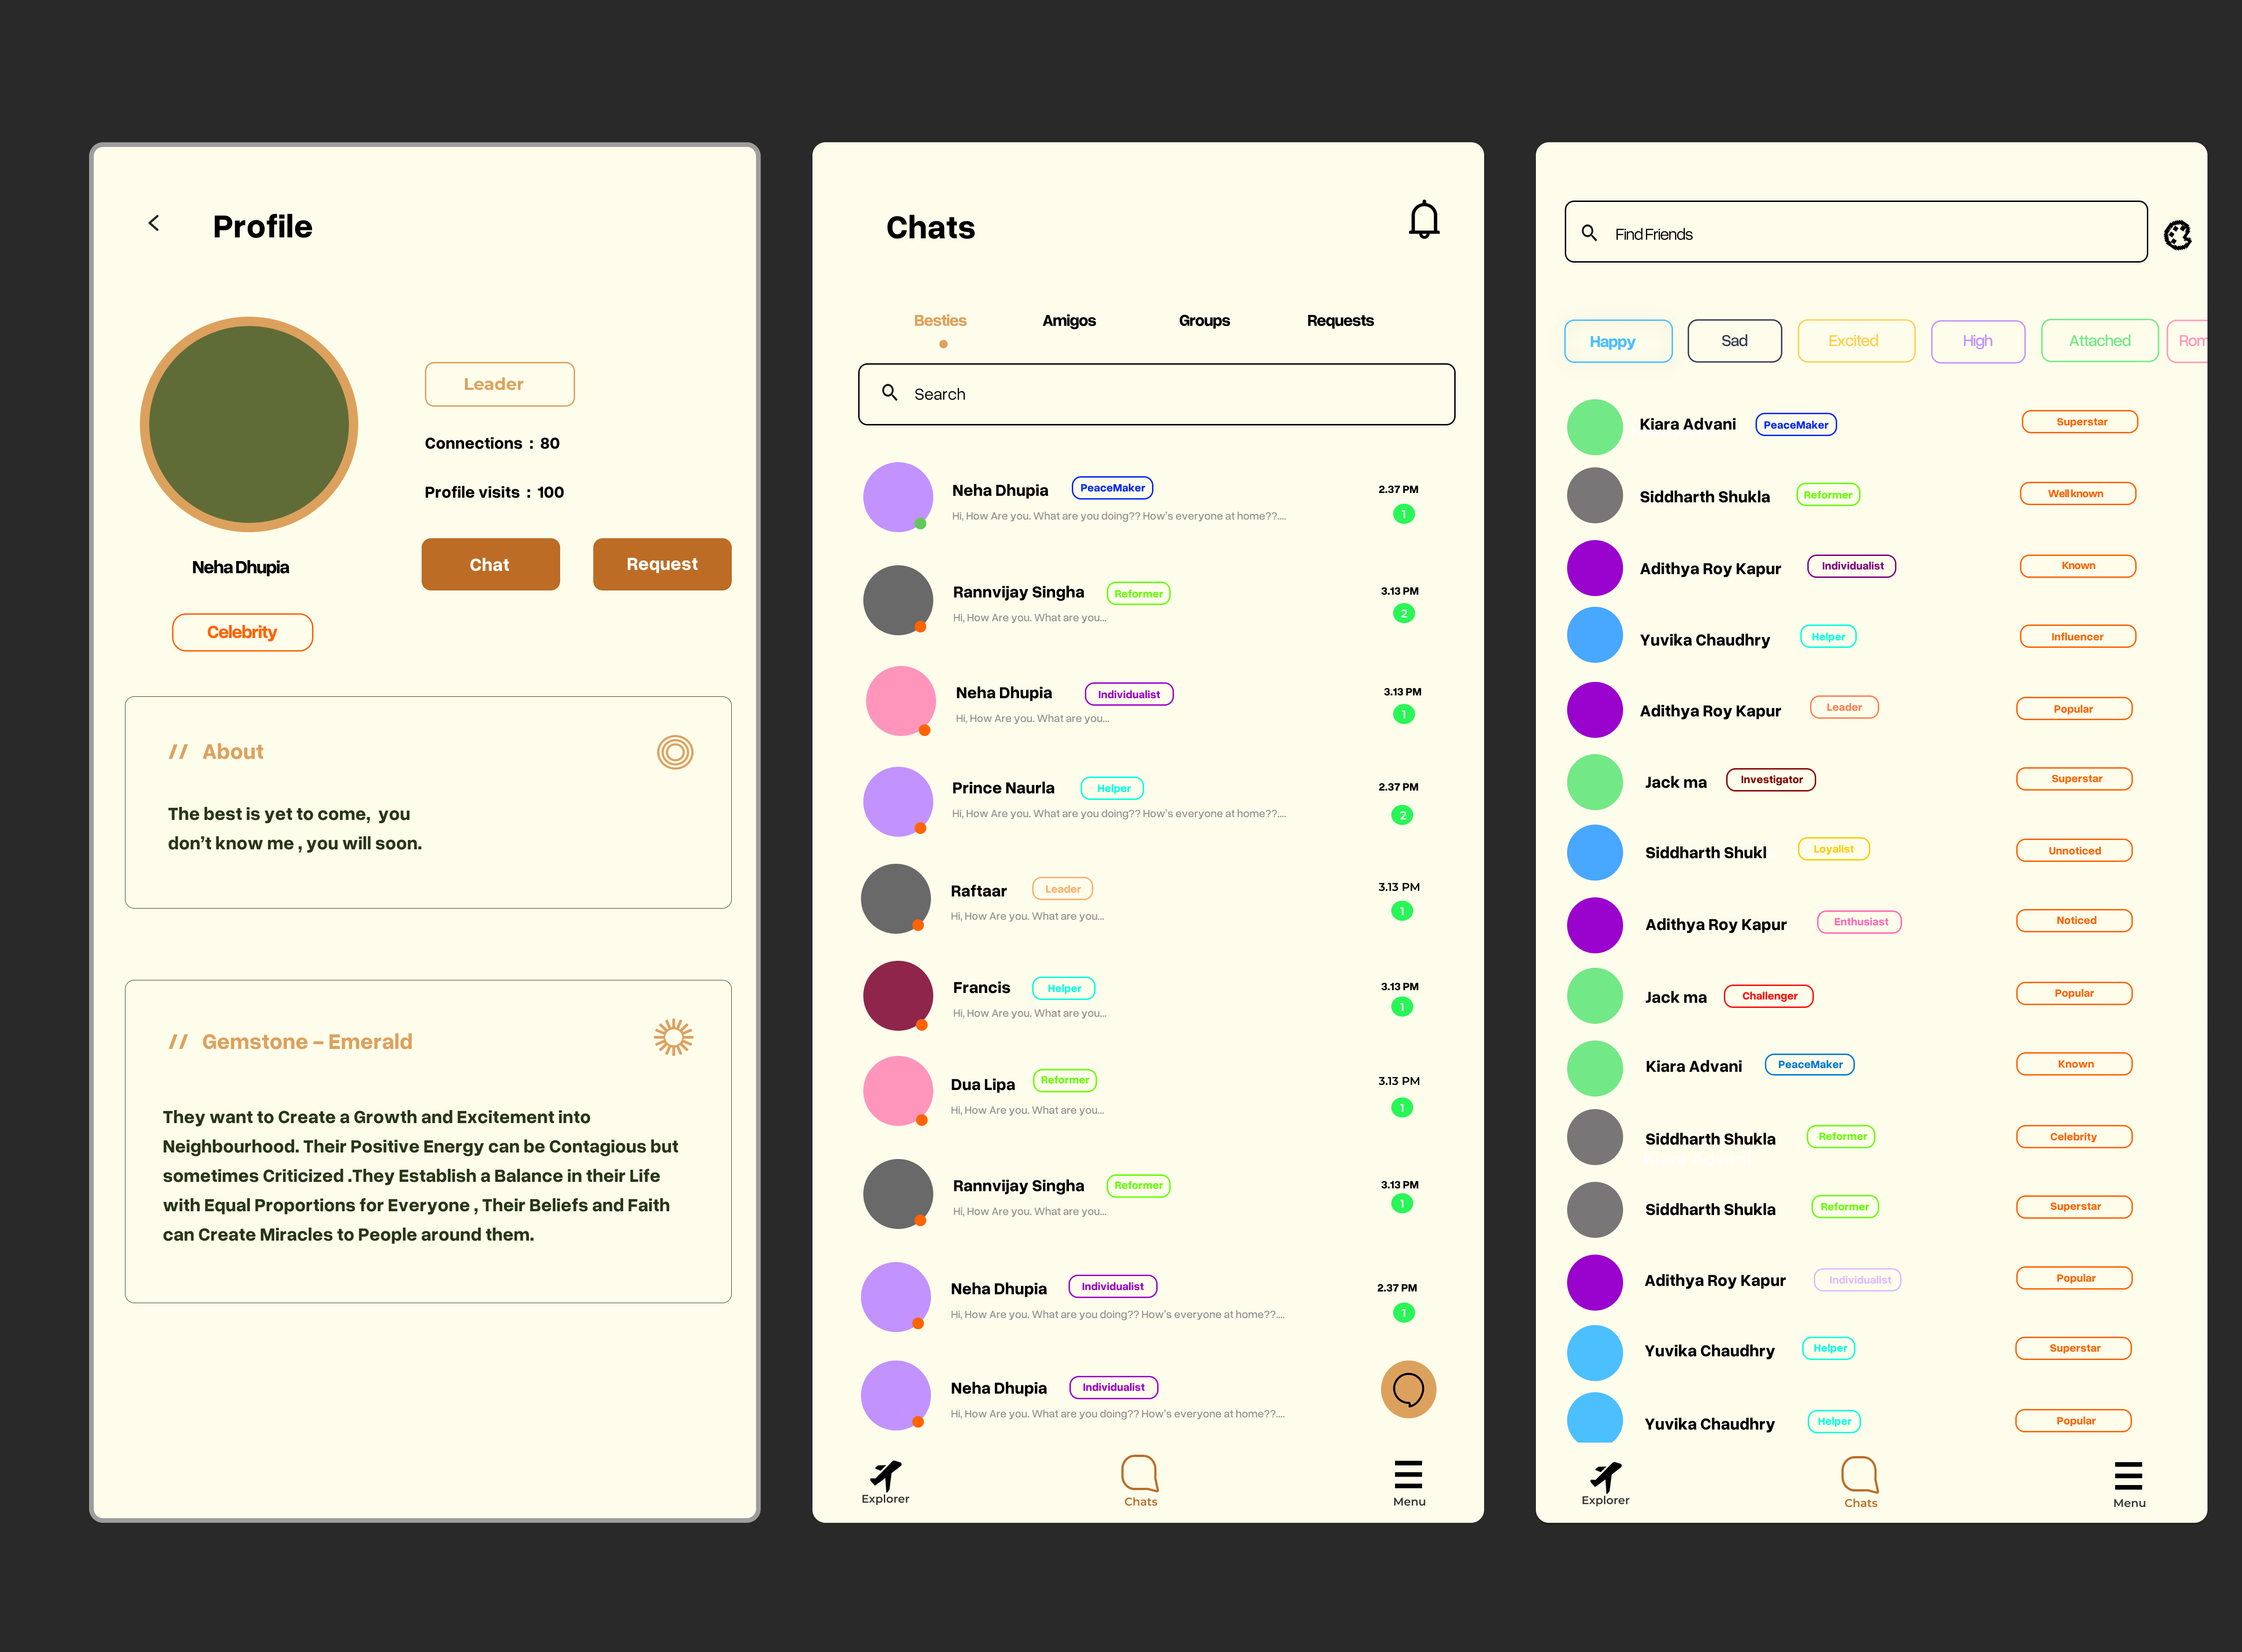 Profile
Leader
Connections : 80
Profile visits : 100
Neha Dhupia
Chat
Request
Celebrity
// About
The best is yet to come, you
don't know me , you will soon.
// Gemstone - Emerald
They want to Create a Growth and Excitement into
Neighbourhood. Their Positive Energy can be Contagious but
sometimes Criticized .They Establish a Balance in their Life
with Equal Proportions for Everyone , Their Beliefs and Faith
can Create Miracles to People around them.
Chats
Besties Amigos Groups Requests
Search
Neha Dhupia PeaceMaker 2.37 PM
Hi, How Are you. What are you doing?? How's everyone at home??.... 1
Rannvijay Singha Reformer 3.13 PM
Hi, How Are you. What are you... 2
Neha Dhupia Individualist 3.13 PM
Hi, How Are you. What are you... 1
Prince Naurla Helper 2.37 PM
Hi, How Are you. What are you doing?? How's everyone at home??.... 2
Raftaar Leader 3.13 PM
Hi, How Are you. What are you... 1
Francis Helper 3.13 PM
Hi, How Are you. What are you... 1
Dua Lipa Reformer 3.13 PM
Hi, How Are you. What are you... 1
Rannvijay Singha Reformer 3.13 PM
Hi, How Are you. What are you... 1
Neha Dhupia Individualist 2.37 PM
Hi, How Are you. What are you doing?? How's everyone at home??.... 1
Neha Dhupia Individualist
Hi, How Are you. What are you doing?? How's everyone at home??....
Explorer Chats Menu
Find Friends
Happy Sad Excited High Attached Rom
Kiara Advani PeaceMaker Superstar
Siddharth Shukla Reformer Well known
Adithya Roy Kapur Individualist Known
Yuvika Chaudhry Helper Influencer
Adithya Roy Kapur Leader Popular
Jack ma Investigator Superstar
Siddharth Shukl Loyalist Unnoticed
Adithya Roy Kapur Enthusiast Noticed
Jack ma Challenger Popular
Kiara Advani PeaceMaker Known
Siddharth Shukla Reformer Celebrity
Siddharth Shukla Reformer Superstar
Adithya Roy Kapur Individualist Popular
Yuvika Chaudhry Helper Superstar
Yuvika Chaudhry Helper Popular
Explorer Chats Menu